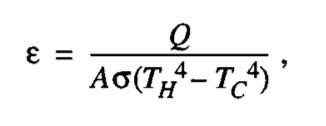 ε = Q / Aσ(T_H^4 – T_C^4) ,